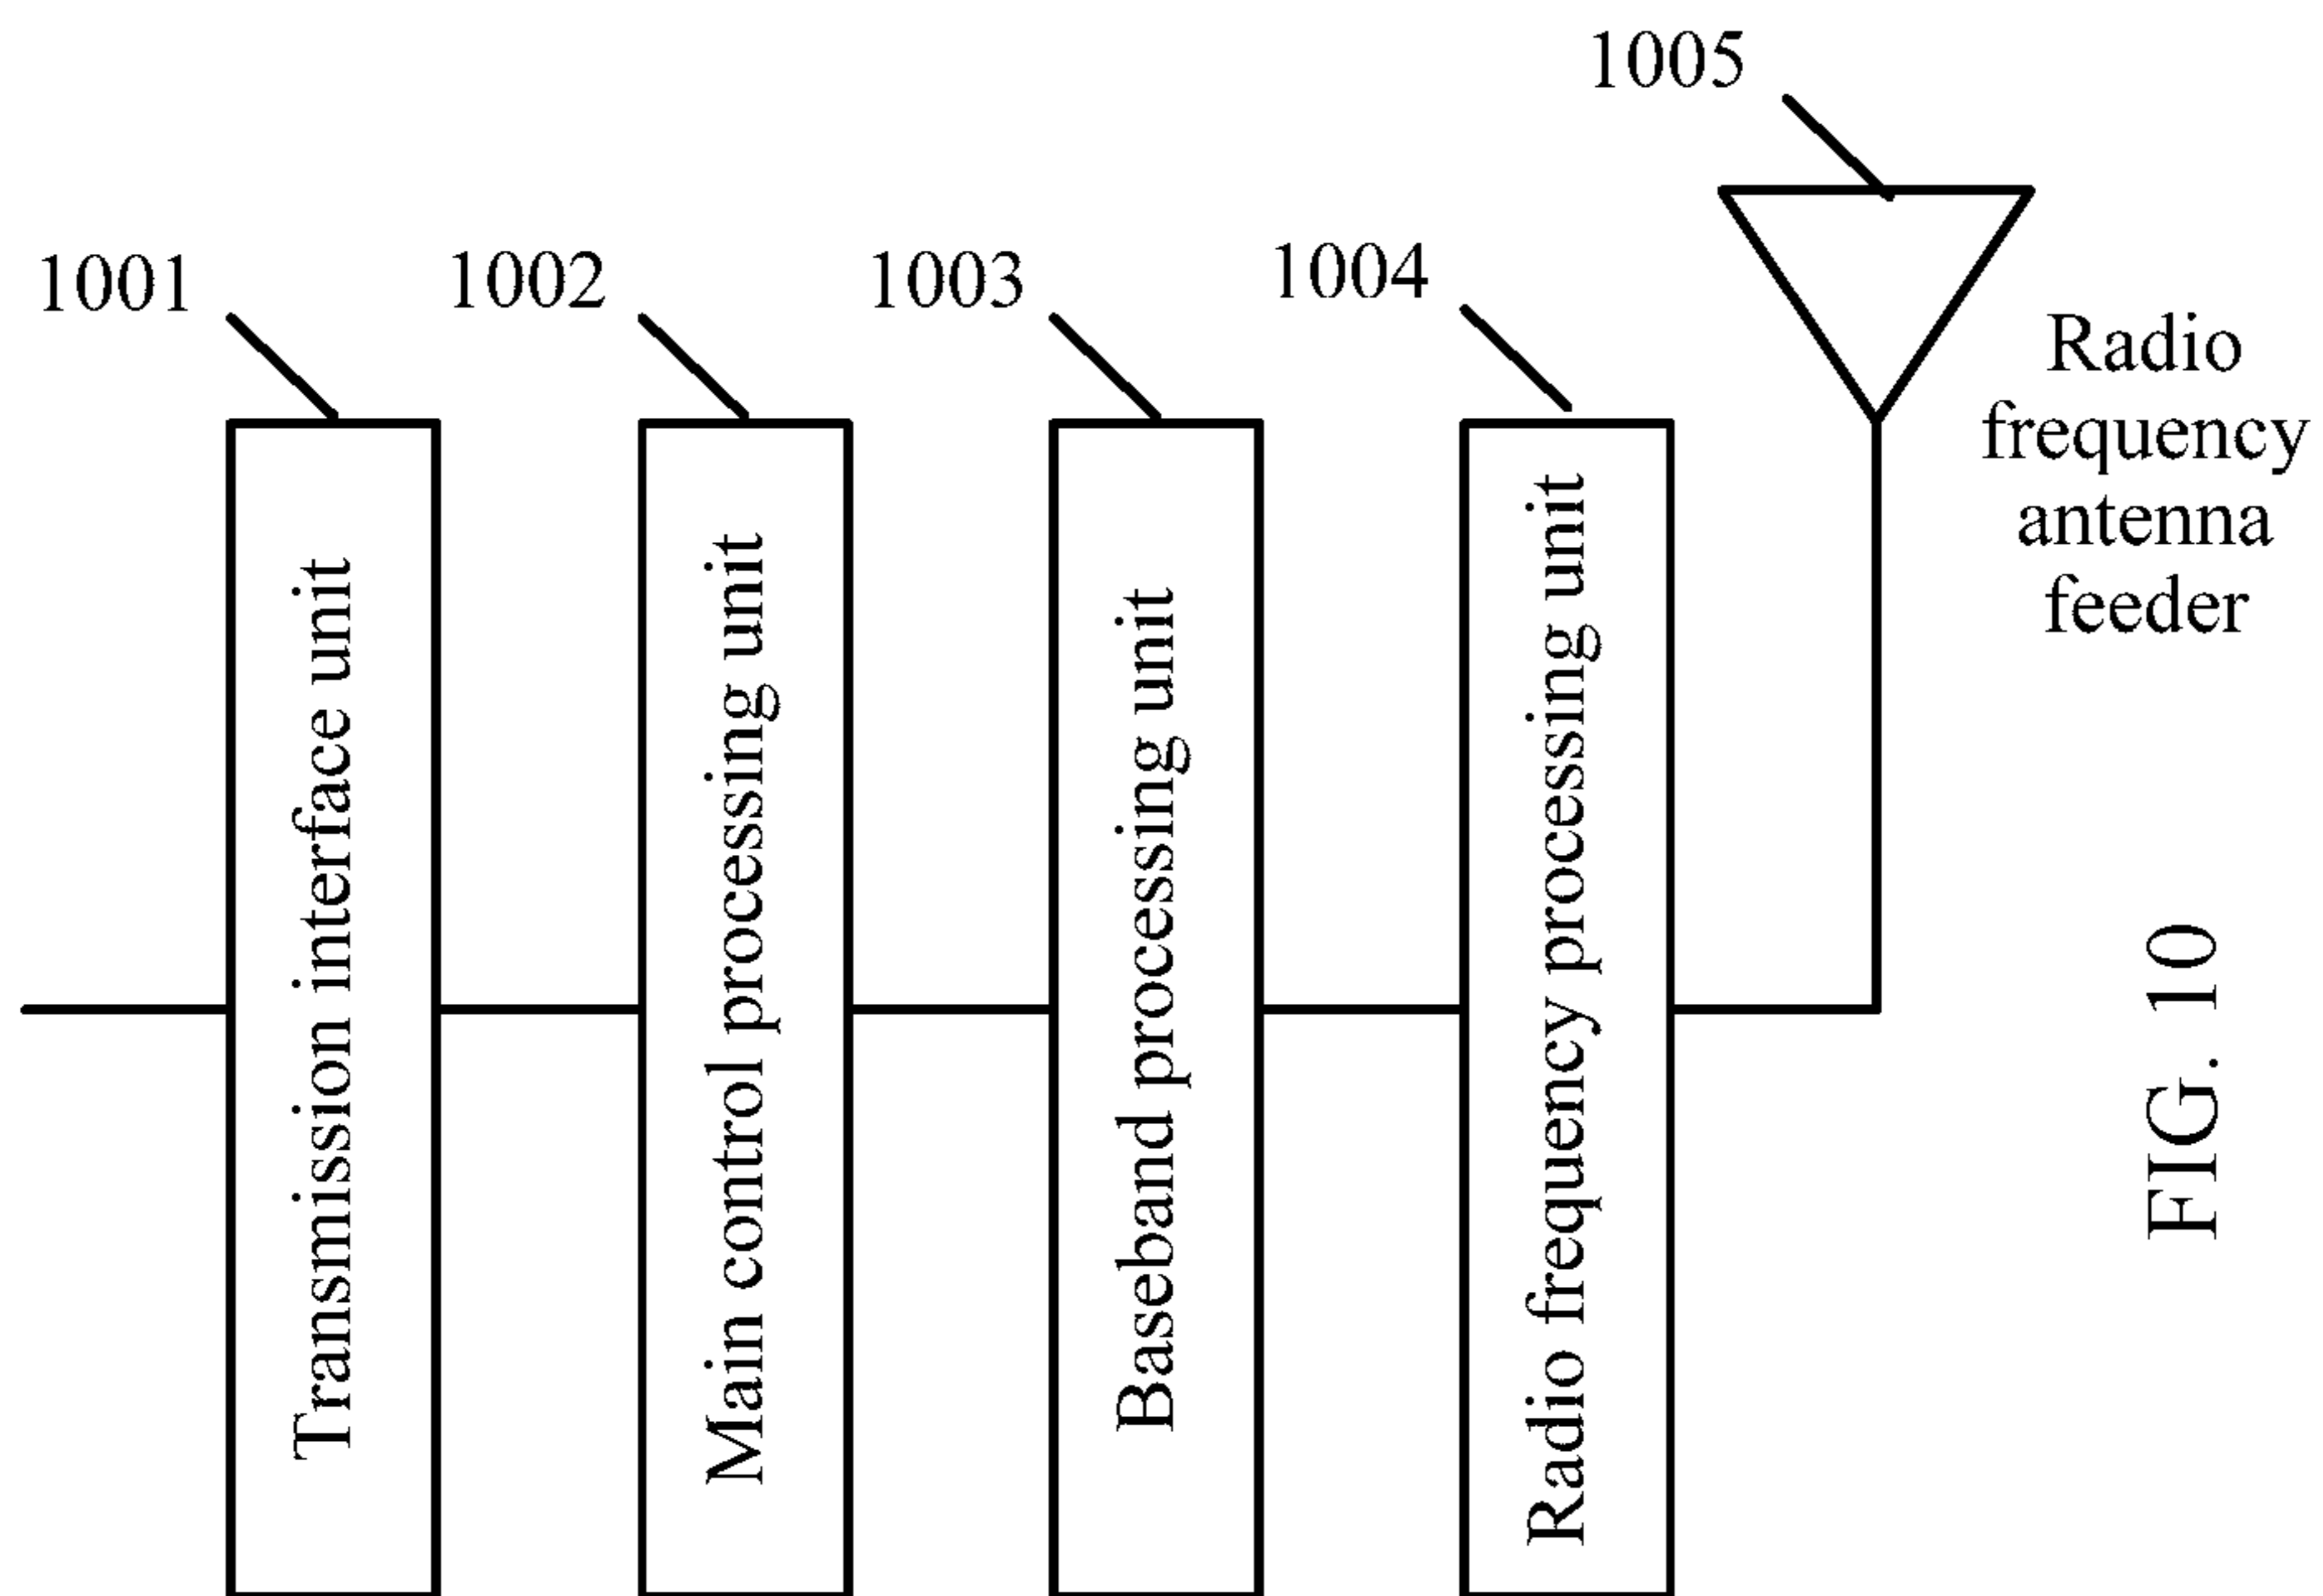 1005
1001
1002
1003
1004
Radio
frequency
antenna
feeder
Transmission interface unit
Main control processing unit
Baseband processing unit
Radio frequency processing unit
FIG. 10